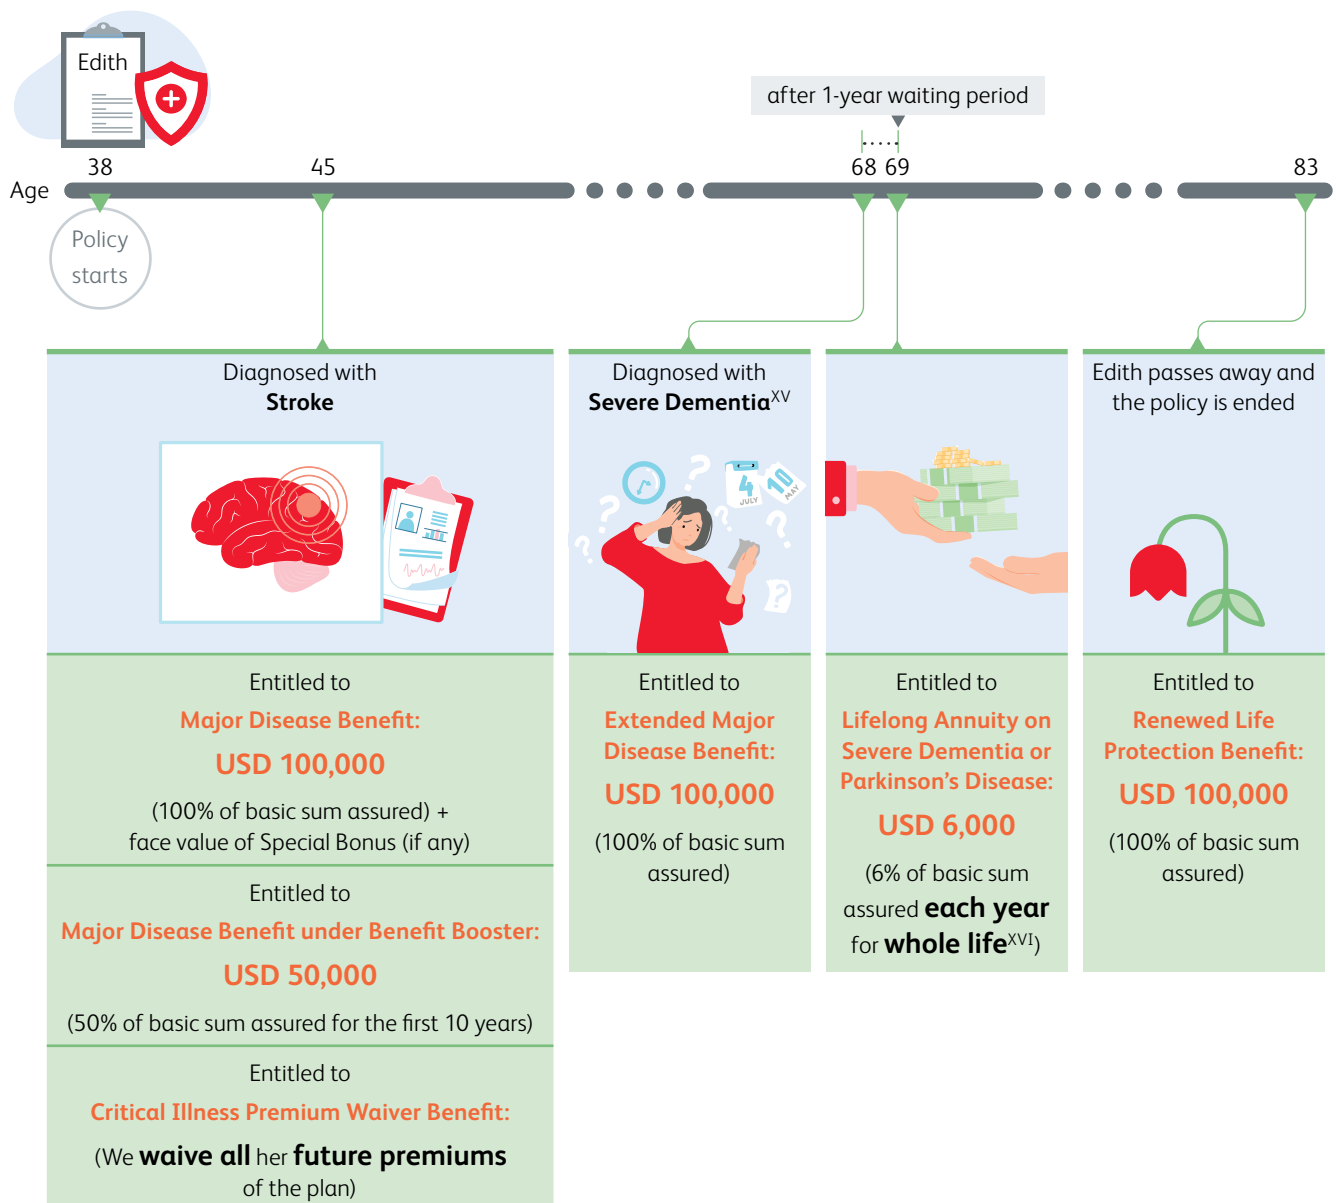 Edith
after 1-year waiting period
38
45
68
69
83
Age
Policy
starts
Diagnosed with
Stroke
Entitled to
Major Disease Benefit:
USD 100,000
(100% of basic sum assured) +
face value of Special Bonus (if any)
Entitled to
Major Disease Benefit under Benefit Booster:
USD 50,000
(50% of basic sum assured for the first 10 years)
Entitled to
Critical Illness Premium Waiver Benefit:
(We waive all her future premiums
of the plan)
Diagnosed with
Severe Dementia^XV
?
?
?
?
?
?
4
JULY
10
MAY
Entitled to
Extended Major
Disease Benefit:
USD 100,000
(100% of basic sum
assured)
Entitled to
Lifelong Annuity on
Severe Dementia or
Parkinson's Disease:
USD 6,000
(6% of basic sum
assured each year
for whole life^XVI)
Edith passes away and
the policy is ended
Entitled to
Renewed Life
Protection Benefit:
USD 100,000
(100% of basic sum
assured)